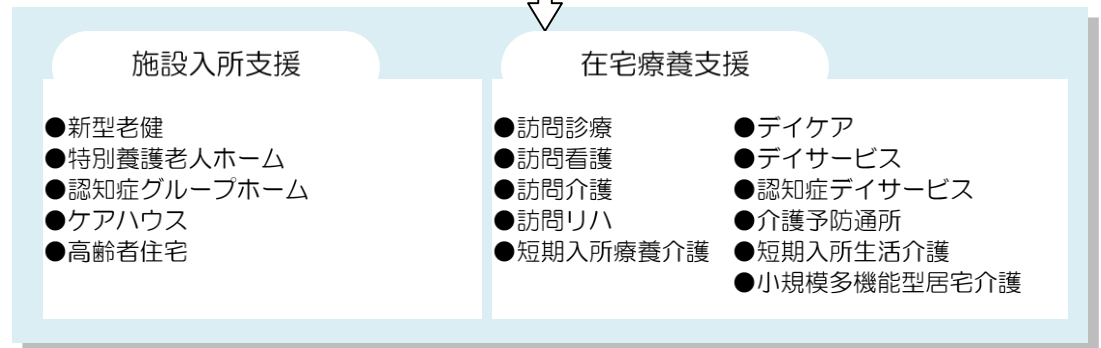 施設入所支援
●新型老健
●特別養護老人ホーム
●認知症グループホーム
●ケアハウス
●高齢者住宅
在宅療養支援
●訪問診療
●訪問看護
●訪問介護
●訪問リハ
●短期入所療養介護
●デイケア
●デイサービス
●認知症デイサービス
●介護予防通所
●短期入所生活介護
●小規模多機能型居宅介護